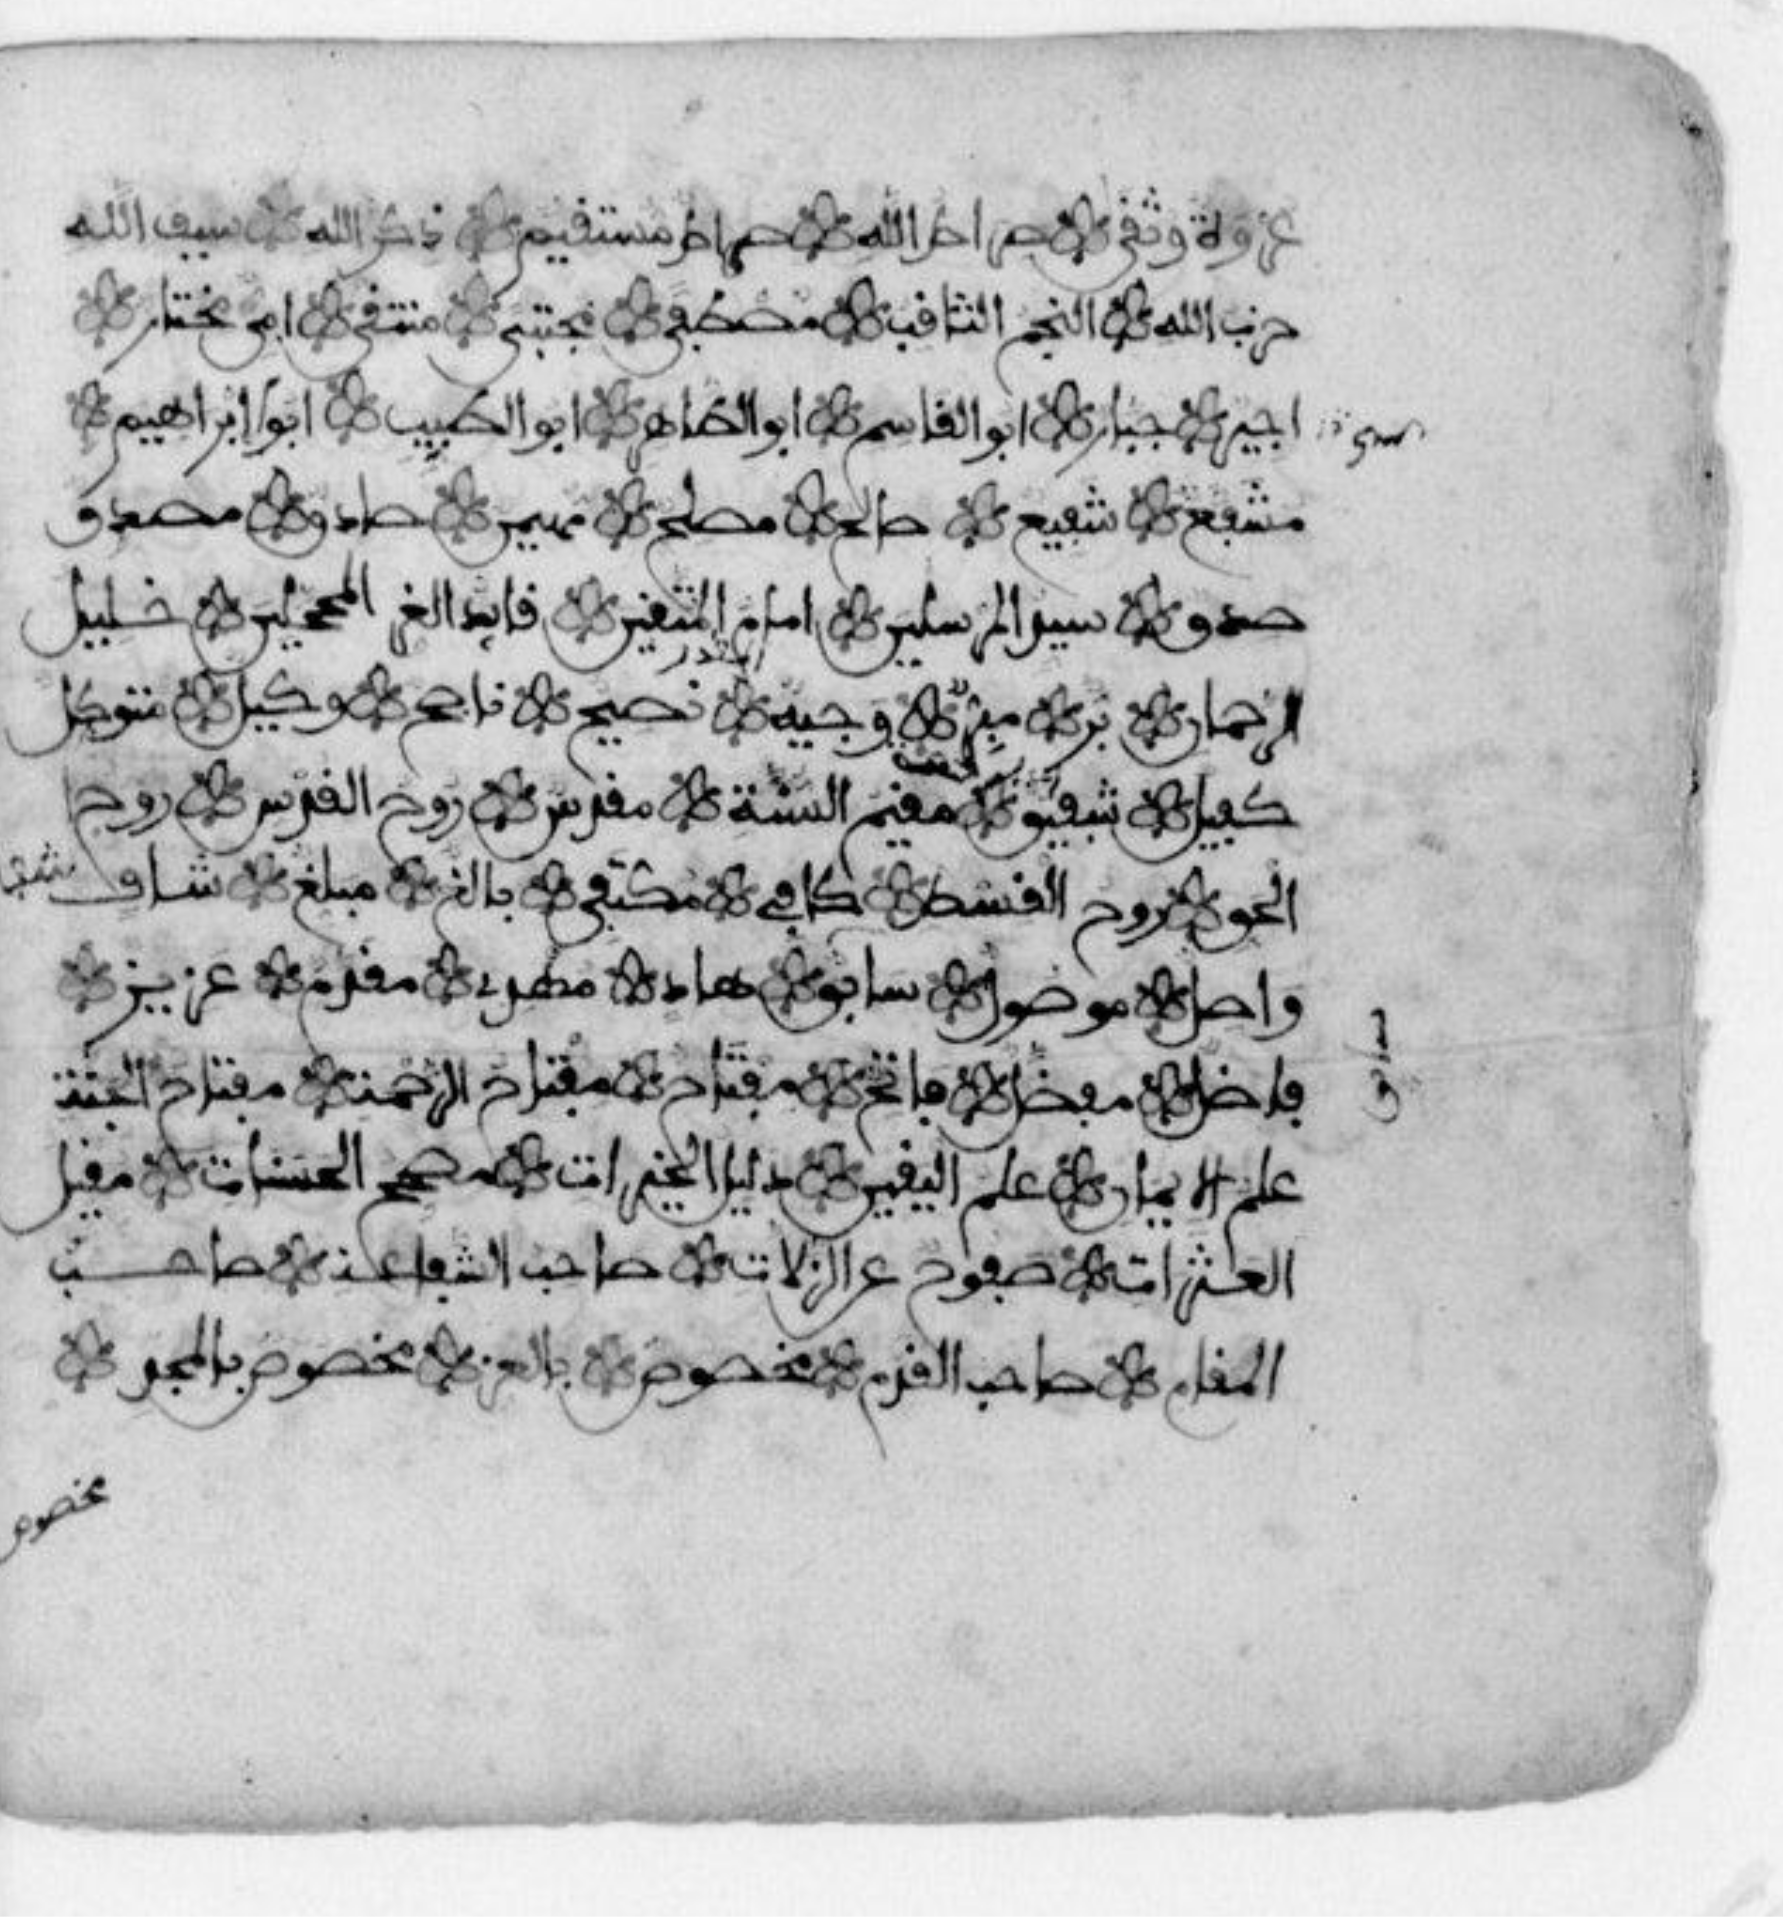 عروة وثقى صراط الله صراط مستقيم ذكر الله سيف الله
حزب الله النجم الثاقب مصطفى مجتبى منتقى امي مختار
اجير جبار ابو القاسم ابو الطاهر ابو الطيب ابو ابراهيم
مشفع شفيع صالح مصلح مهيمن صادق مصدق
صدق سيد المرسلين امام المتقين قايد الغر المحجلين خليل
الرحمان بر مبر وجيه نصيح ناصح وكيل متوكل
كفيل شفيق مقيم السنة مقدس روح القدس روح
الحق روح القسط كافي مكتفي بالغ مبلغ شاف
واصل موصول سابق هاد مهد مقدم عزيز
فاضل مفضل فاتح مفتاح مفتاح الرحمة مفتاح الجنة
علم الايمان علم اليقين دليل الخيرات مصحح الحسنات مقيل
العثرات صفوح عن الزلات صاحب الشفاعة صاحب
المقام صاحب القدم مخصوص بالعز مخصوص بالمجد
مخصوص